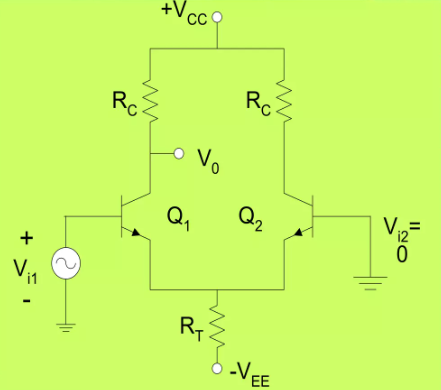 +VCC
RC
RC
V0
Q1
Q2
+
Vi1
-
Vi2=
0
RT
-VEE